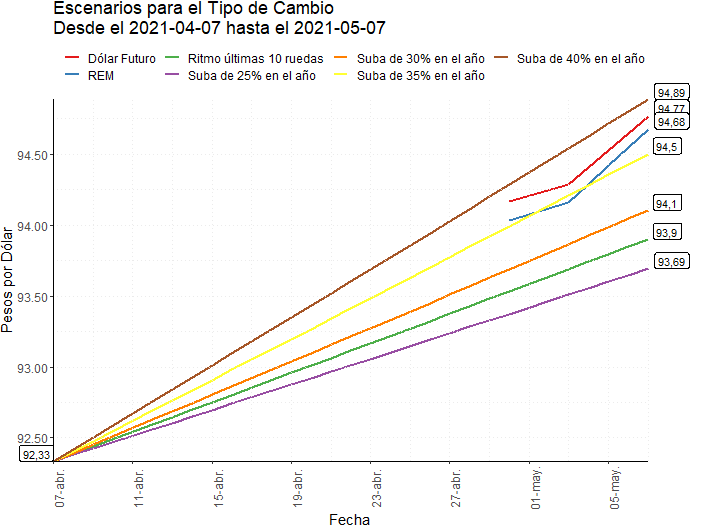 Escenarios para el Tipo de Cambio
Desde el 2021-04-07 hasta el 2021-05-07
Dólar Futuro
Ritmo últimas 10 ruedas
Suba de 30% en el año
Suba de 40% en el año
REM
Suba de 25% en el año
Suba de 35% en el año
94,89
94,77
94,68
94,5
94,1
93,9
93,69
92,33
94.50
94.00
93.50
93.00
92.50
Pesos por Dólar
07-abr.
11-abr.
15-abr.
19-abr.
23-abr.
27-abr.
01-may.
05-may.
Fecha